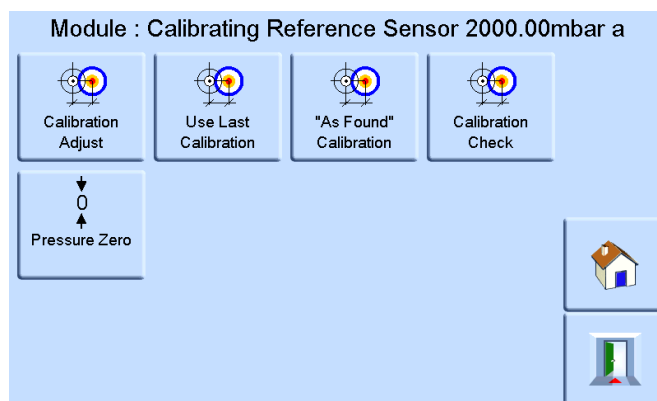 Module : Calibrating Reference Sensor 2000.00mbar a
Calibration
Adjust
Use Last
Calibration
"As Found"
Calibration
Calibration
Check
0
Pressure Zero